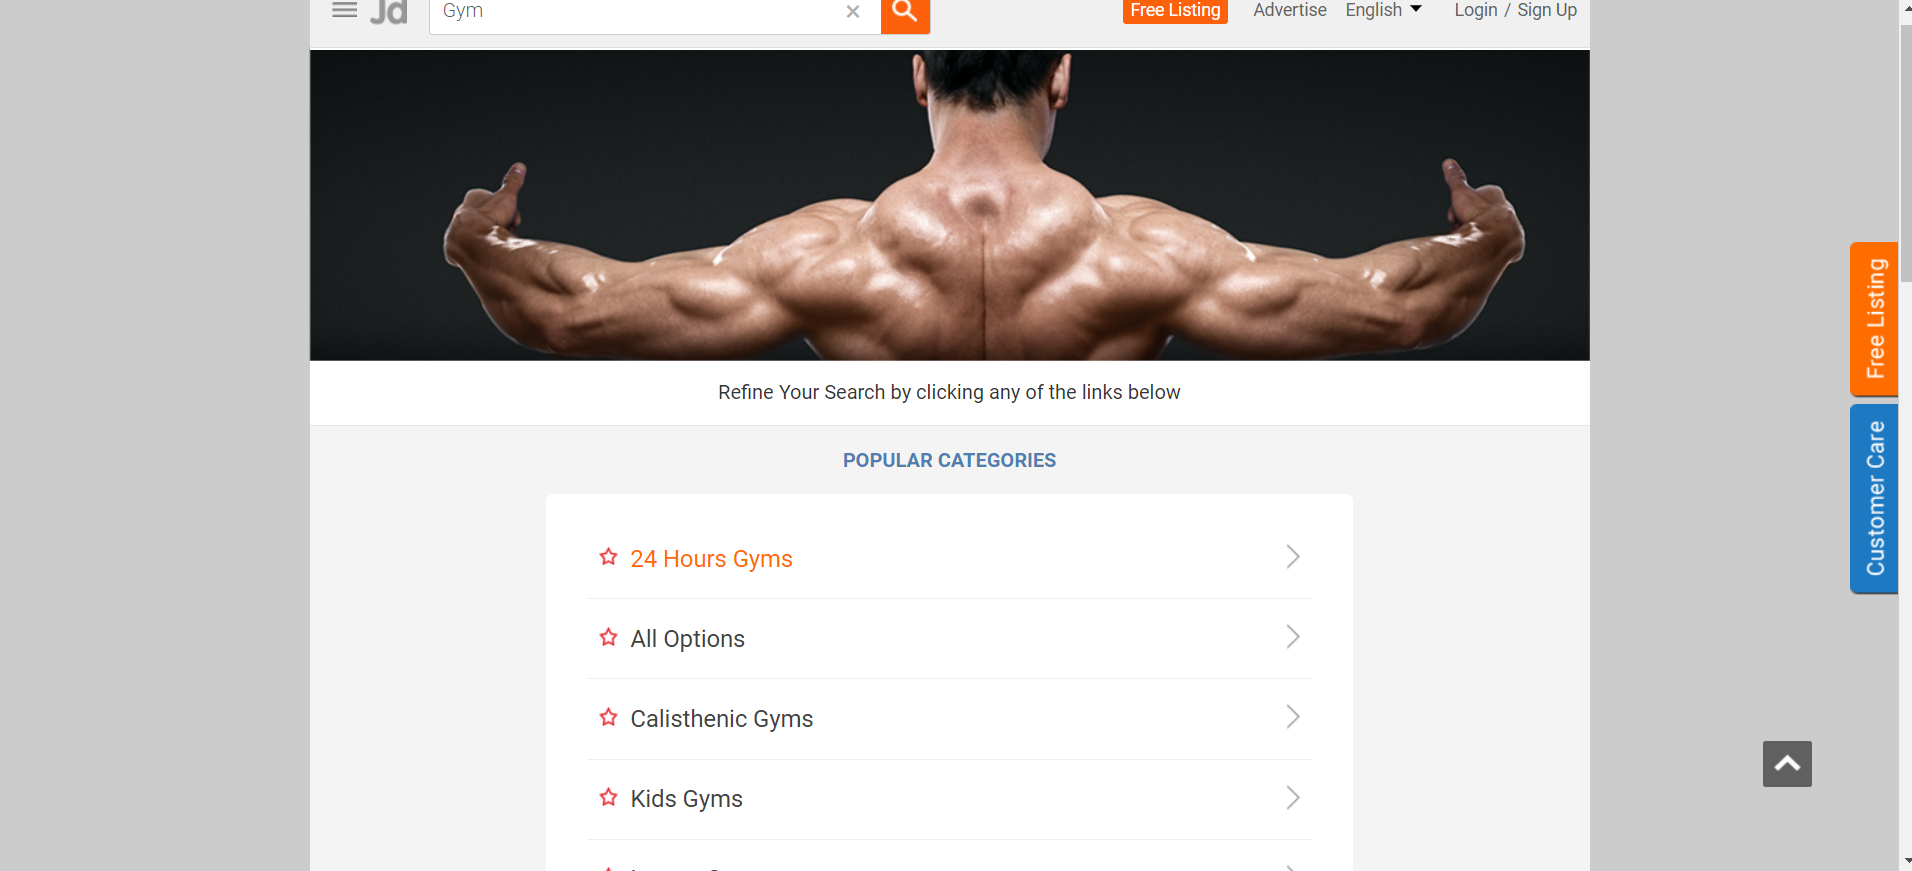 Jd
Gym
Free Listing
Advertise
English
Login / Sign Up
Refine Your Search by clicking any of the links below
POPULAR CATEGORIES
24 Hours Gyms
All Options
Calisthenic Gyms
Kids Gyms
Free Listing
Customer Care